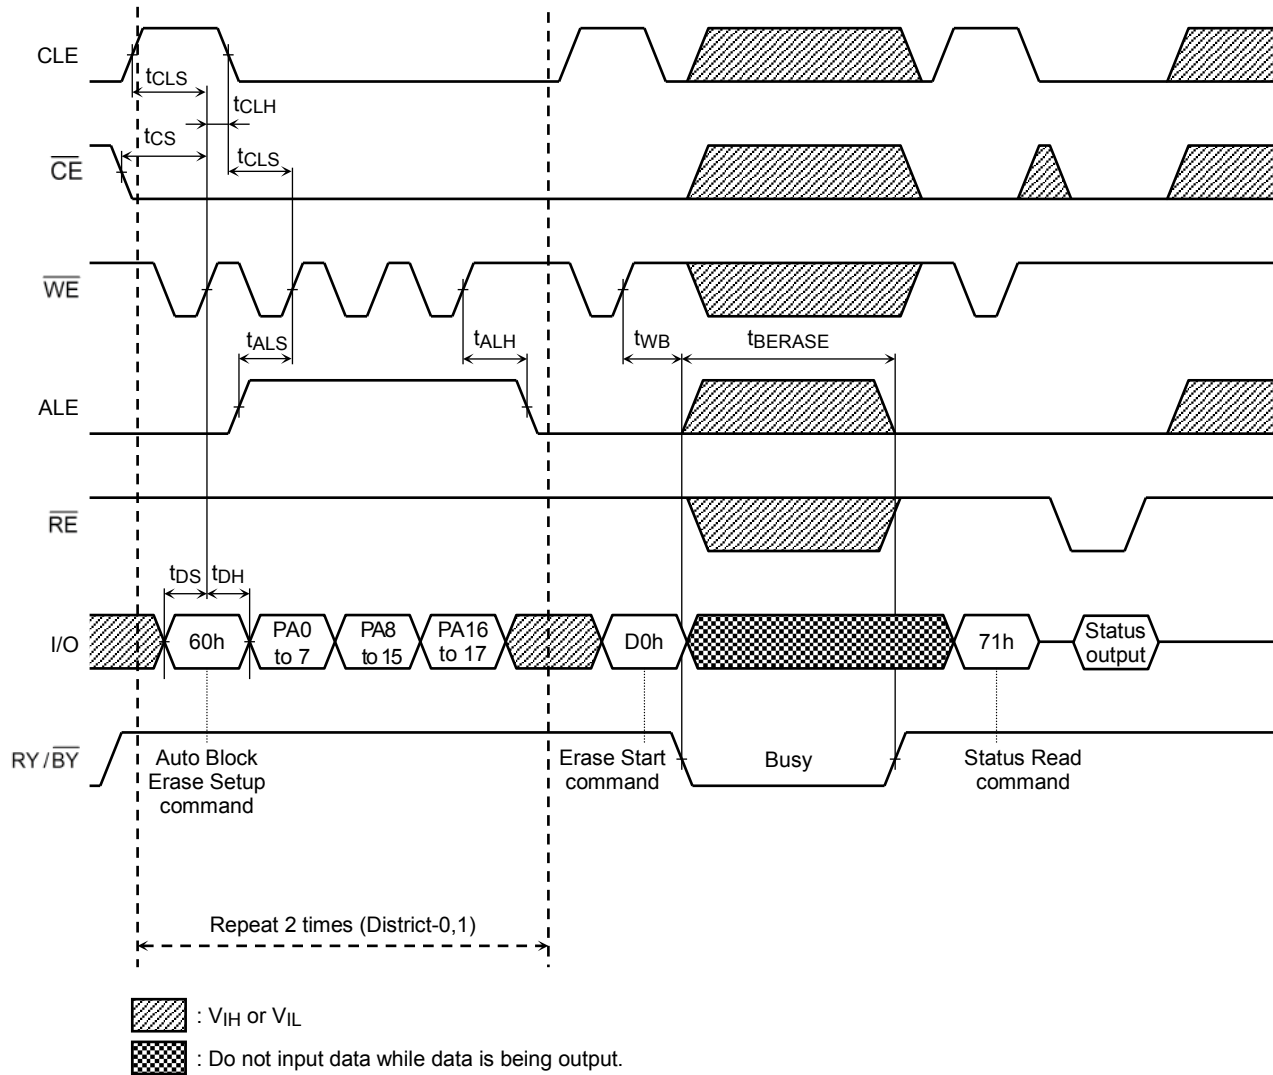 CLE
tCLS
tCLH
tCS
CE
tCLS
WE
tALS
tALH
tWB
tBERASE
ALE
RE
tDS
tDH
I/O
60h
PA0
to 7
PA8
to 15
PA16
to 17
D0h
71h
Status
output
RY/BY
Auto Block
Erase Setup
command
Erase Start
command
Busy
Status Read
command
Repeat 2 times (District-0,1)
: VIH or VIL
: Do not input data while data is being output.